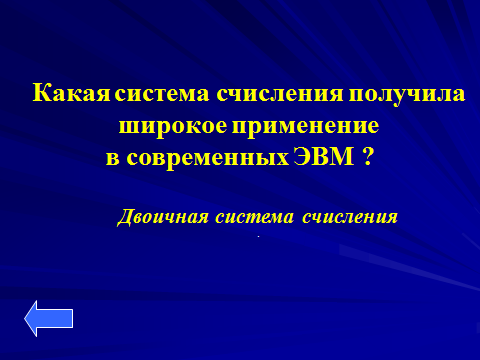 Какая система счисления получила
широкое применение
в современных ЭВМ ?
Двоичная система счисления
.